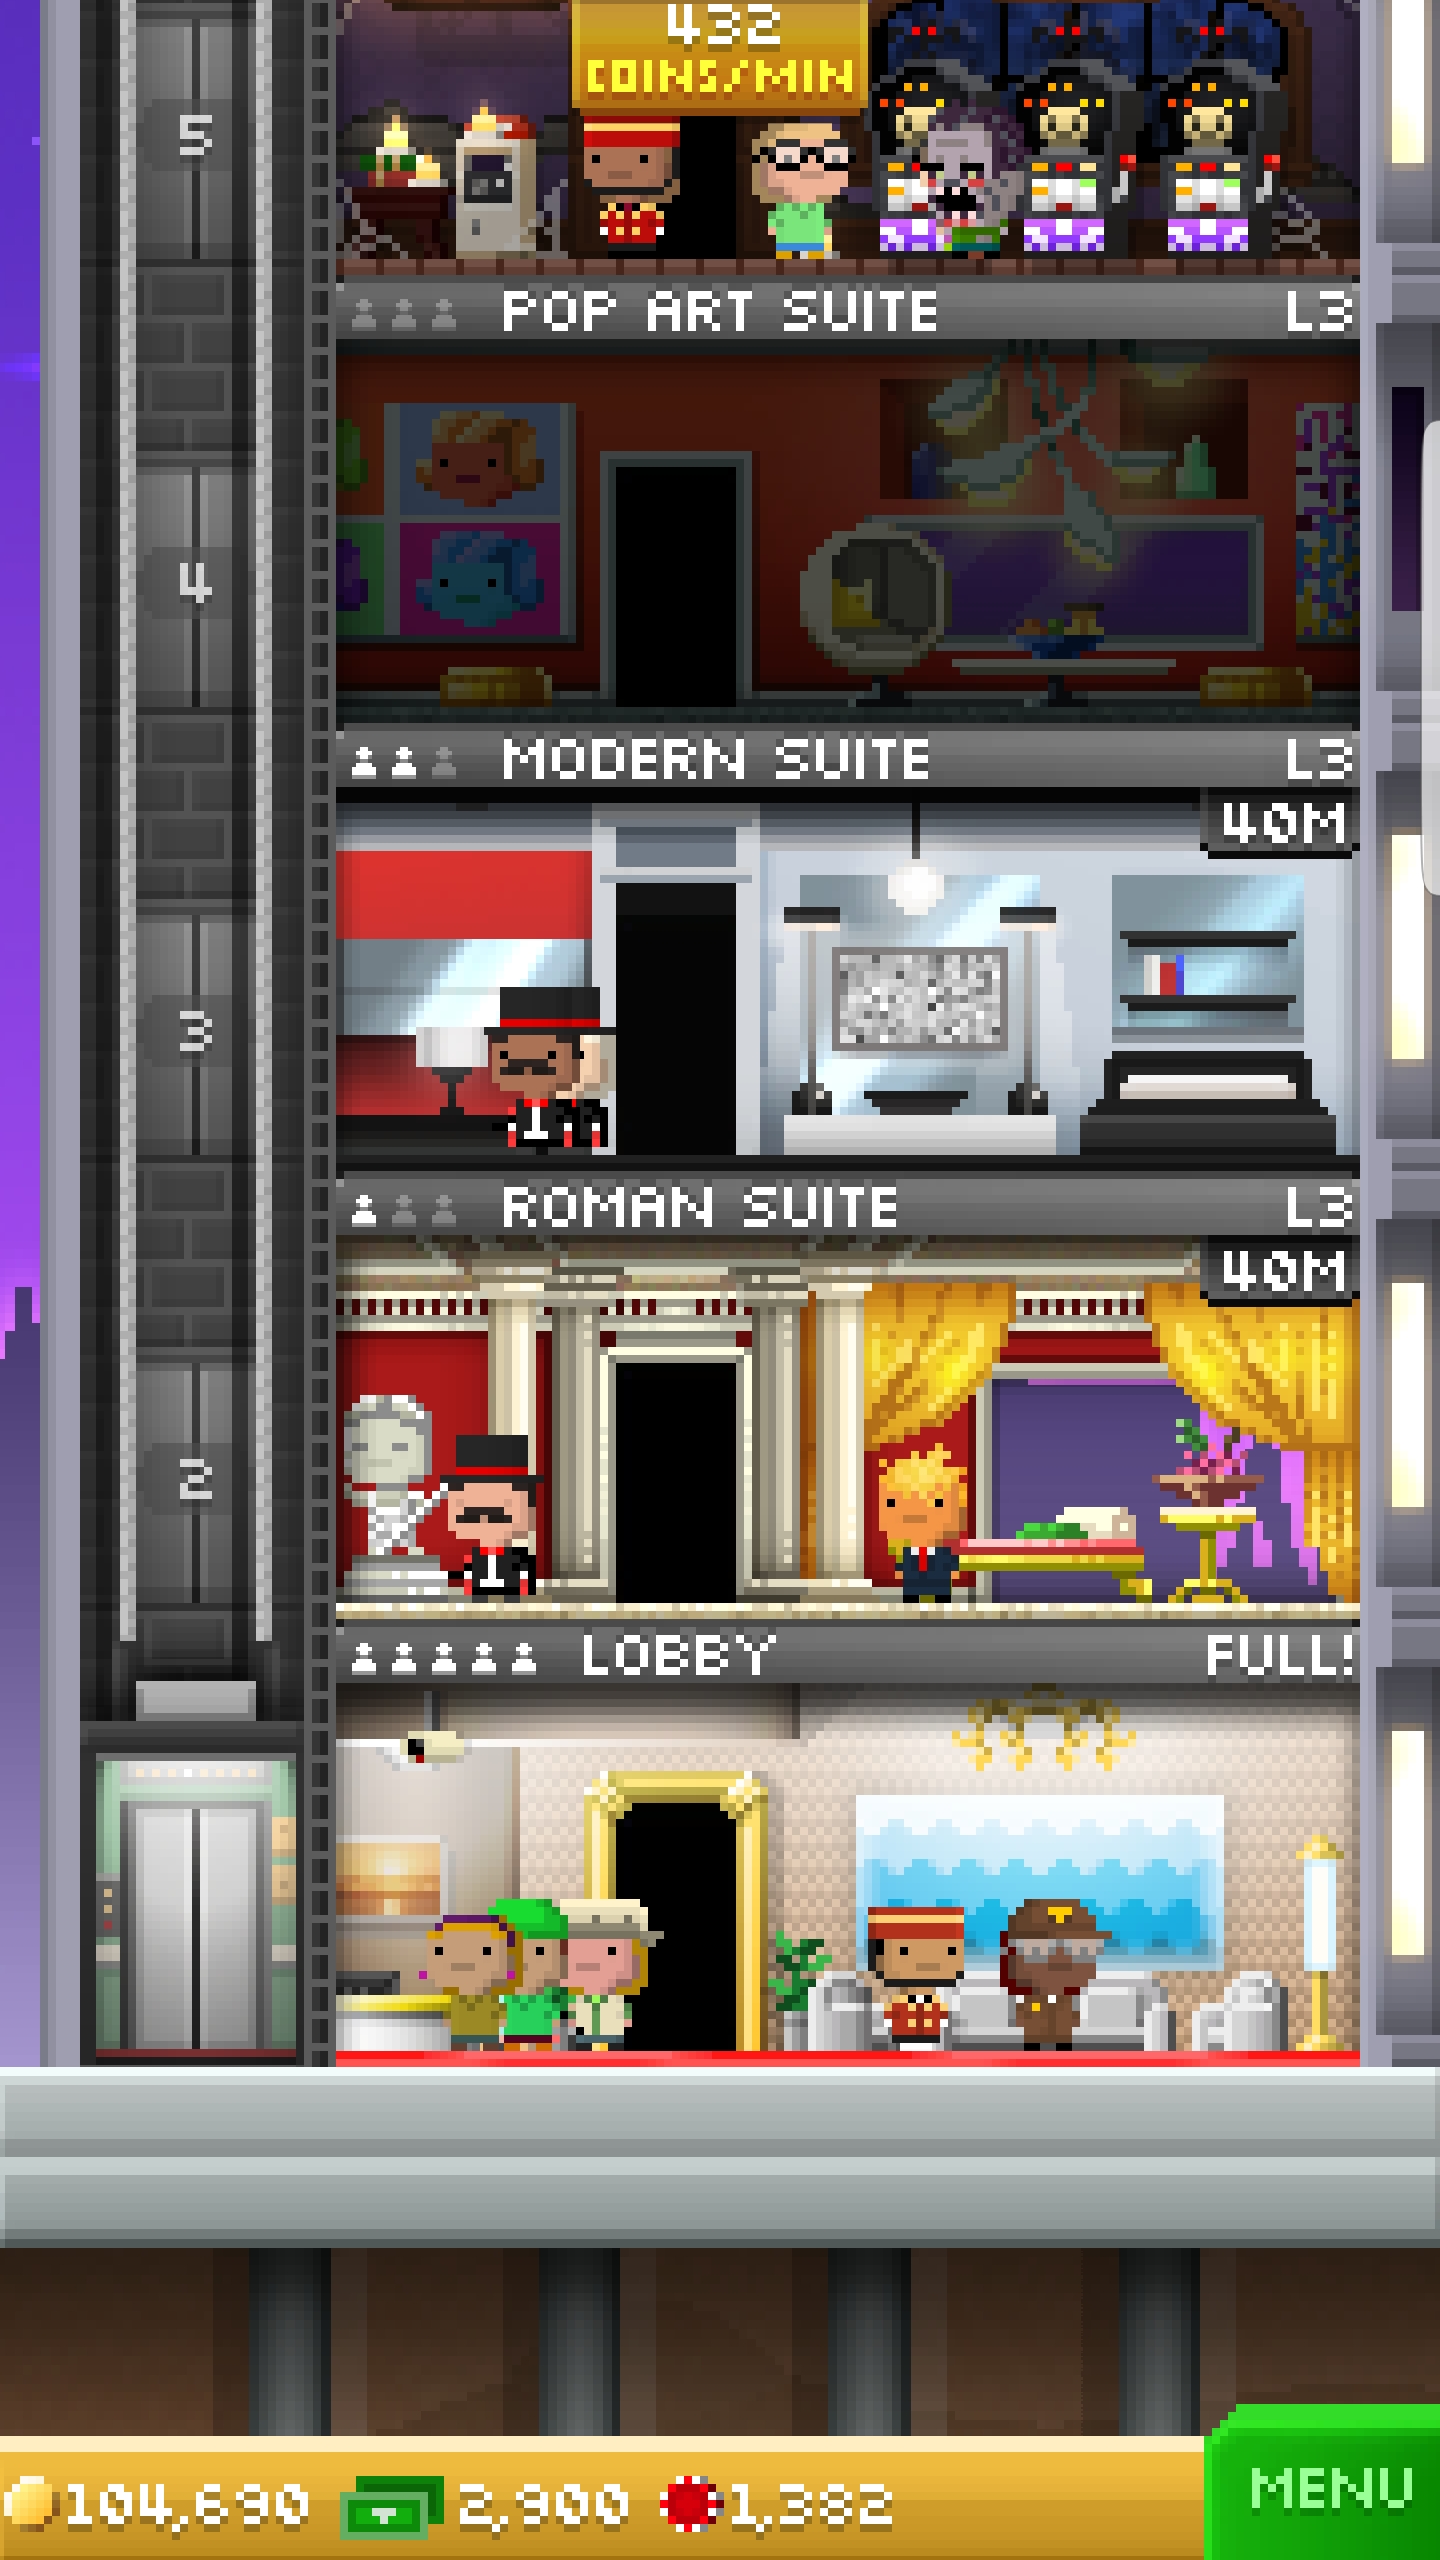 432
COINS/MIN
5
POP ART SUITE L3
4
MODERN SUITE L3
40M
3
ROMAN SUITE L3
40M
2
LOBBY FULL!
104,690 2,900 1,382 MENU